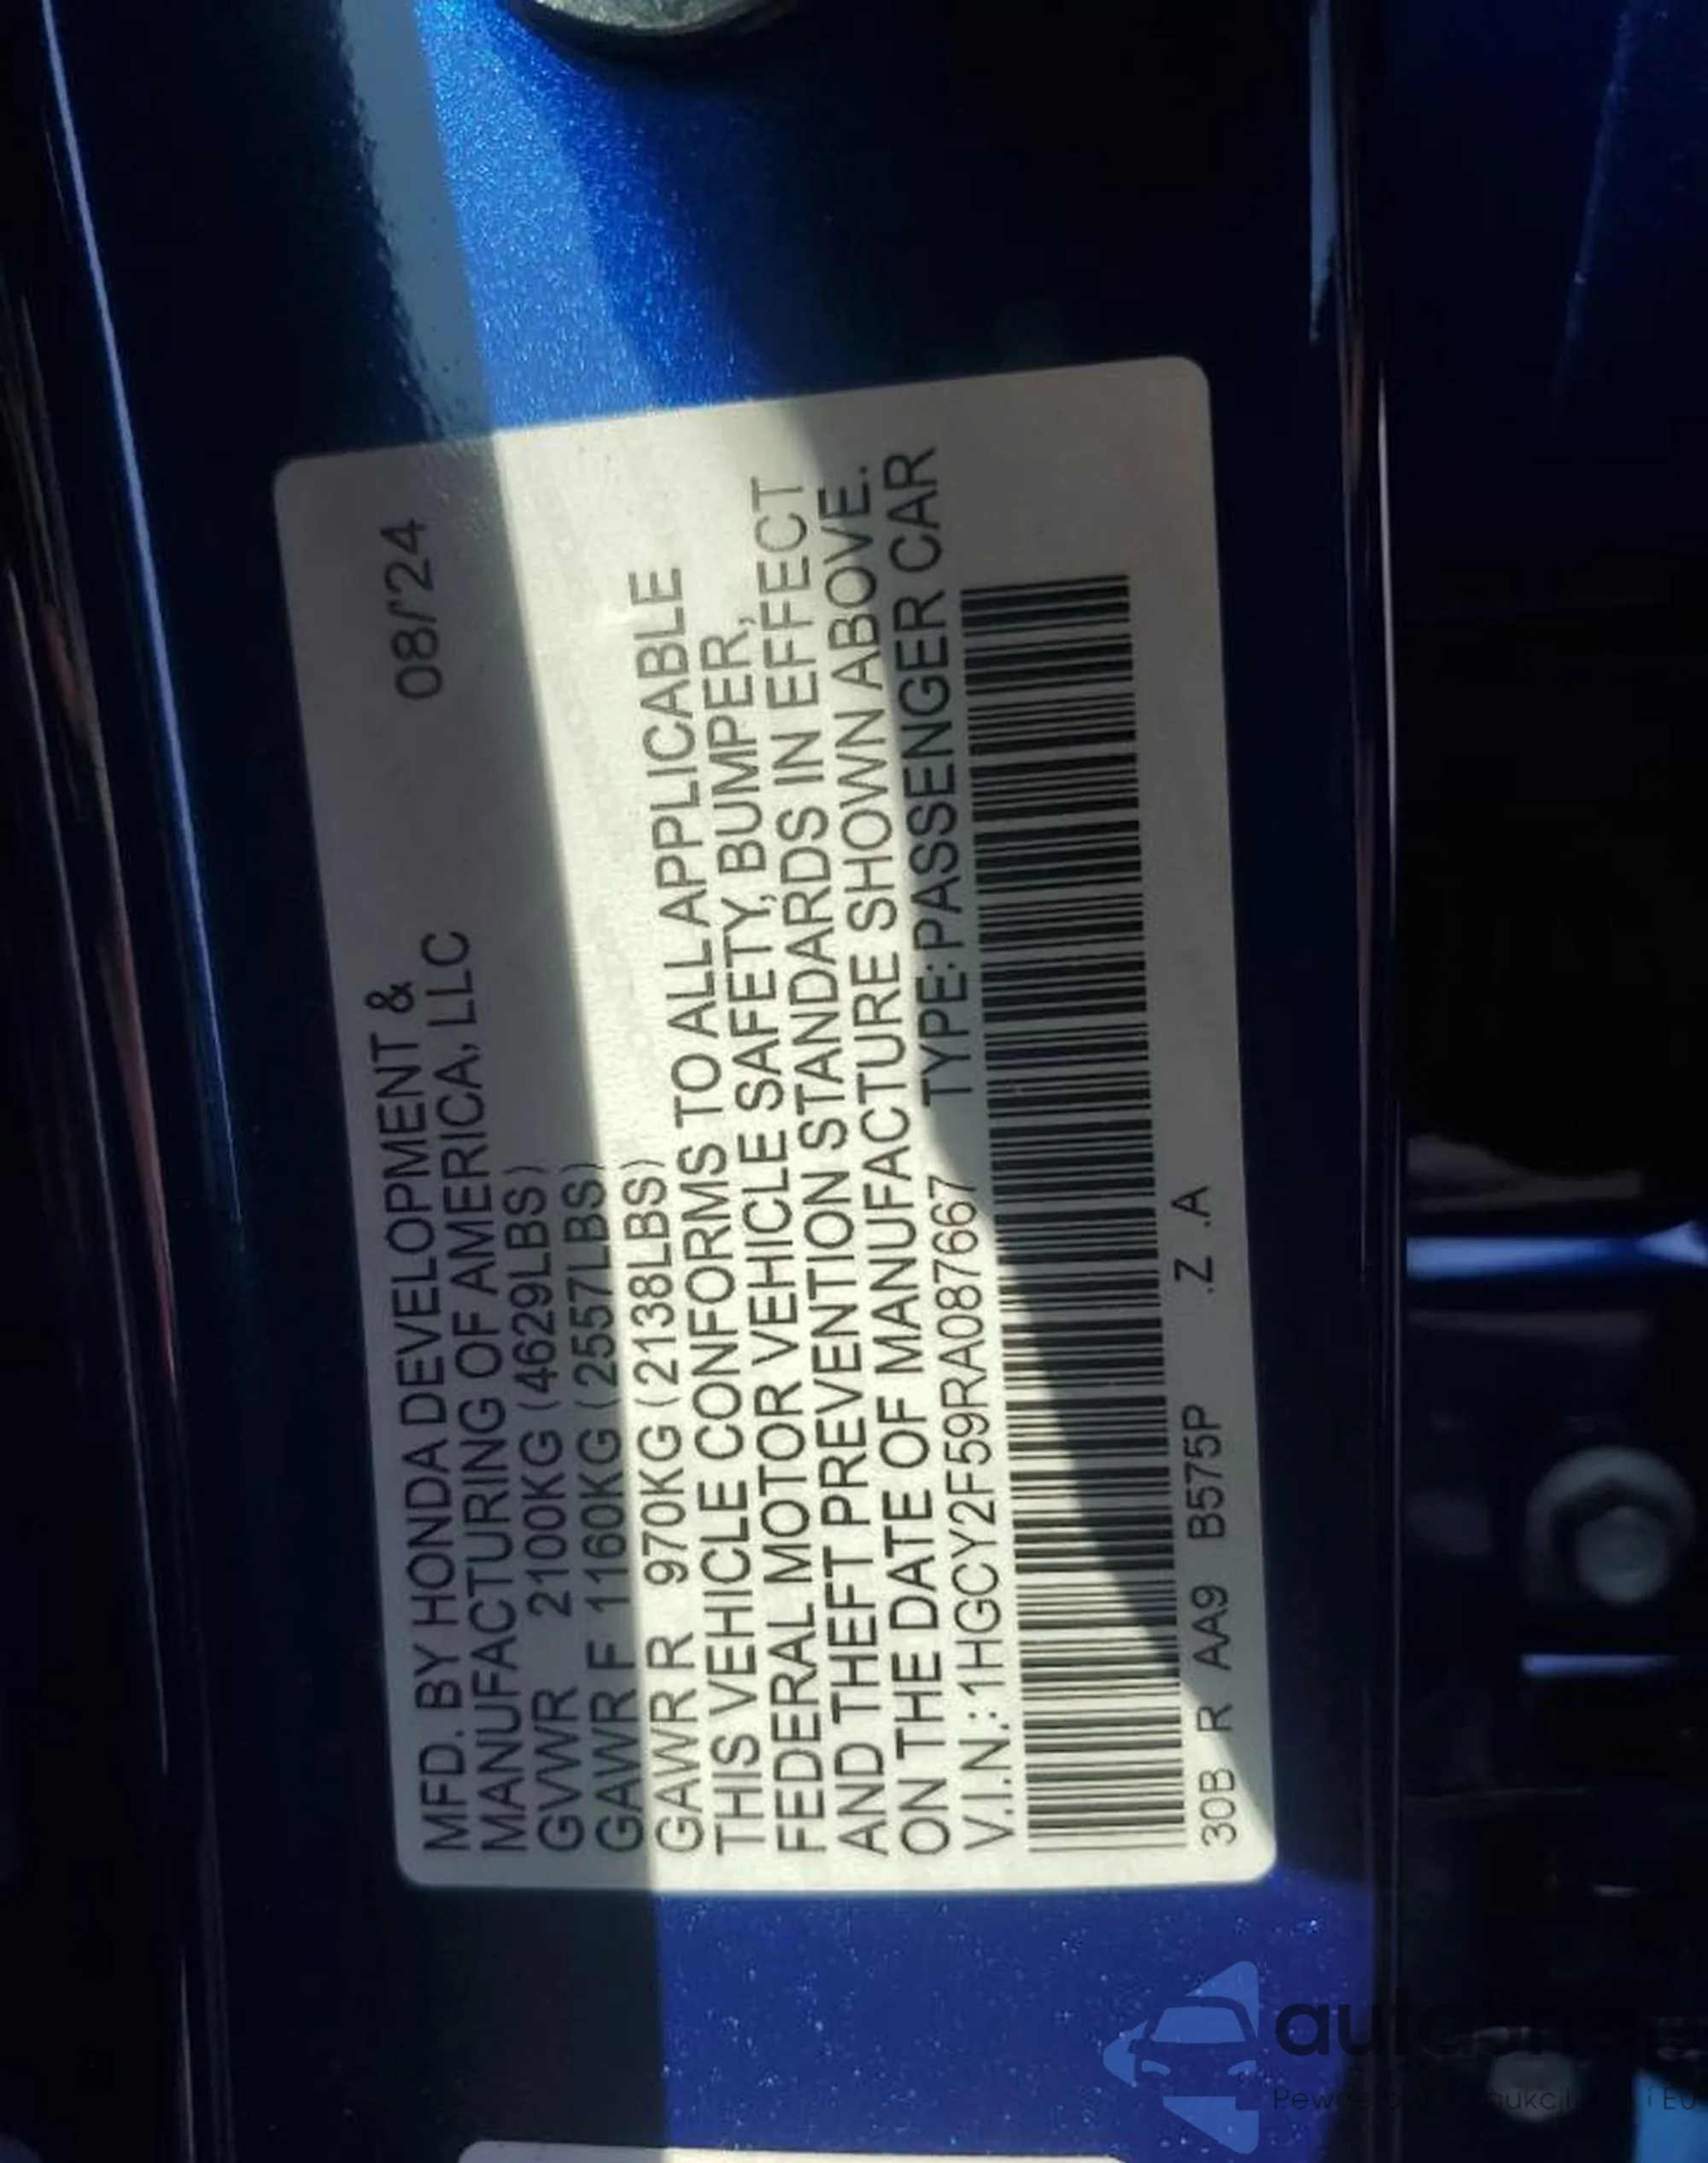 MFD. BY HONDA DEVELOPMENT &
MANUFACTURING OF AMERICA, LLC 08/'24
GVWR 2100KG (4629LBS)
GAWR F 1160KG (2557LBS)
GAWR R 970KG (2138LBS)
THIS VEHICLE CONFORMS TO ALL APPLICABLE
FEDERAL MOTOR VEHICLE SAFETY, BUMPER,
AND THEFT PREVENTION STANDARDS IN EFFECT
ON THE DATE OF MANUFACTURE SHOWN ABOVE.
V.I.N.:1HGCY2F59RA087667 TYPE:PASSENGER CAR
30B R AA9 B575P .Z .A